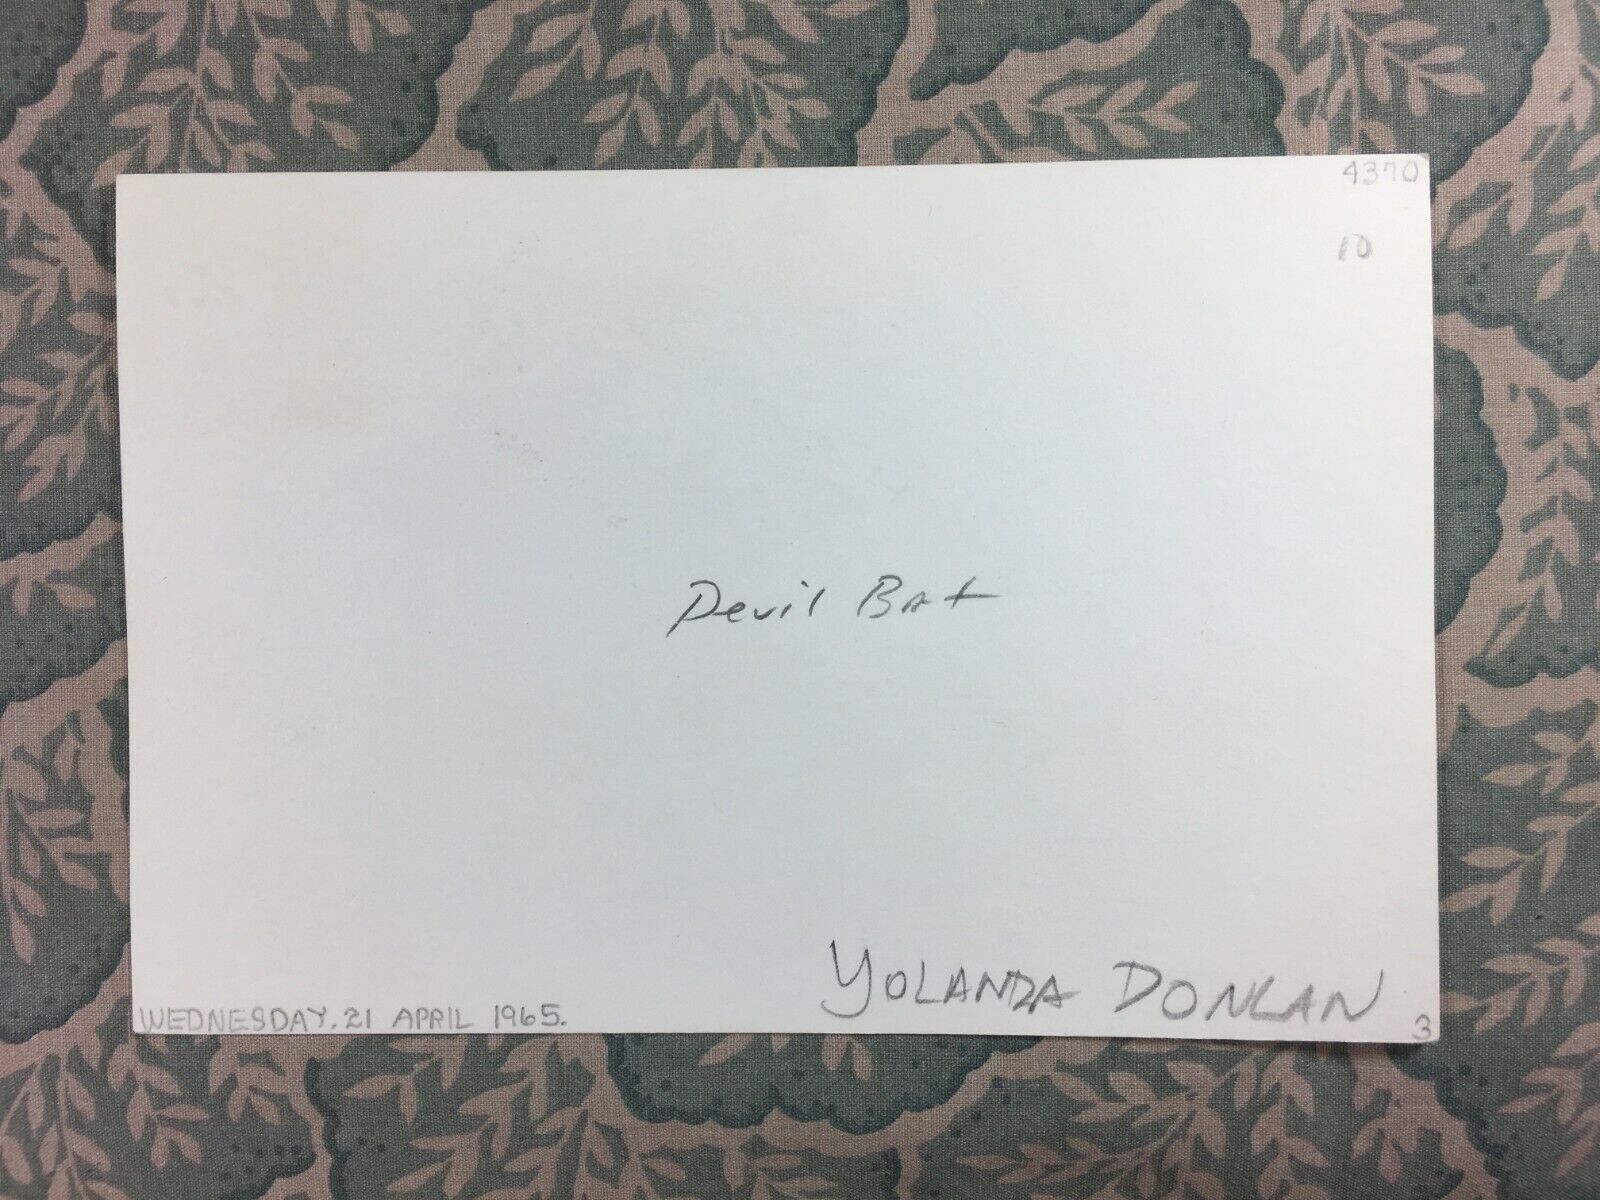 4370
10
Devil Bat
YOLANDA DONLAN
WEDNESDAY. 21 APRIL 1965.
3